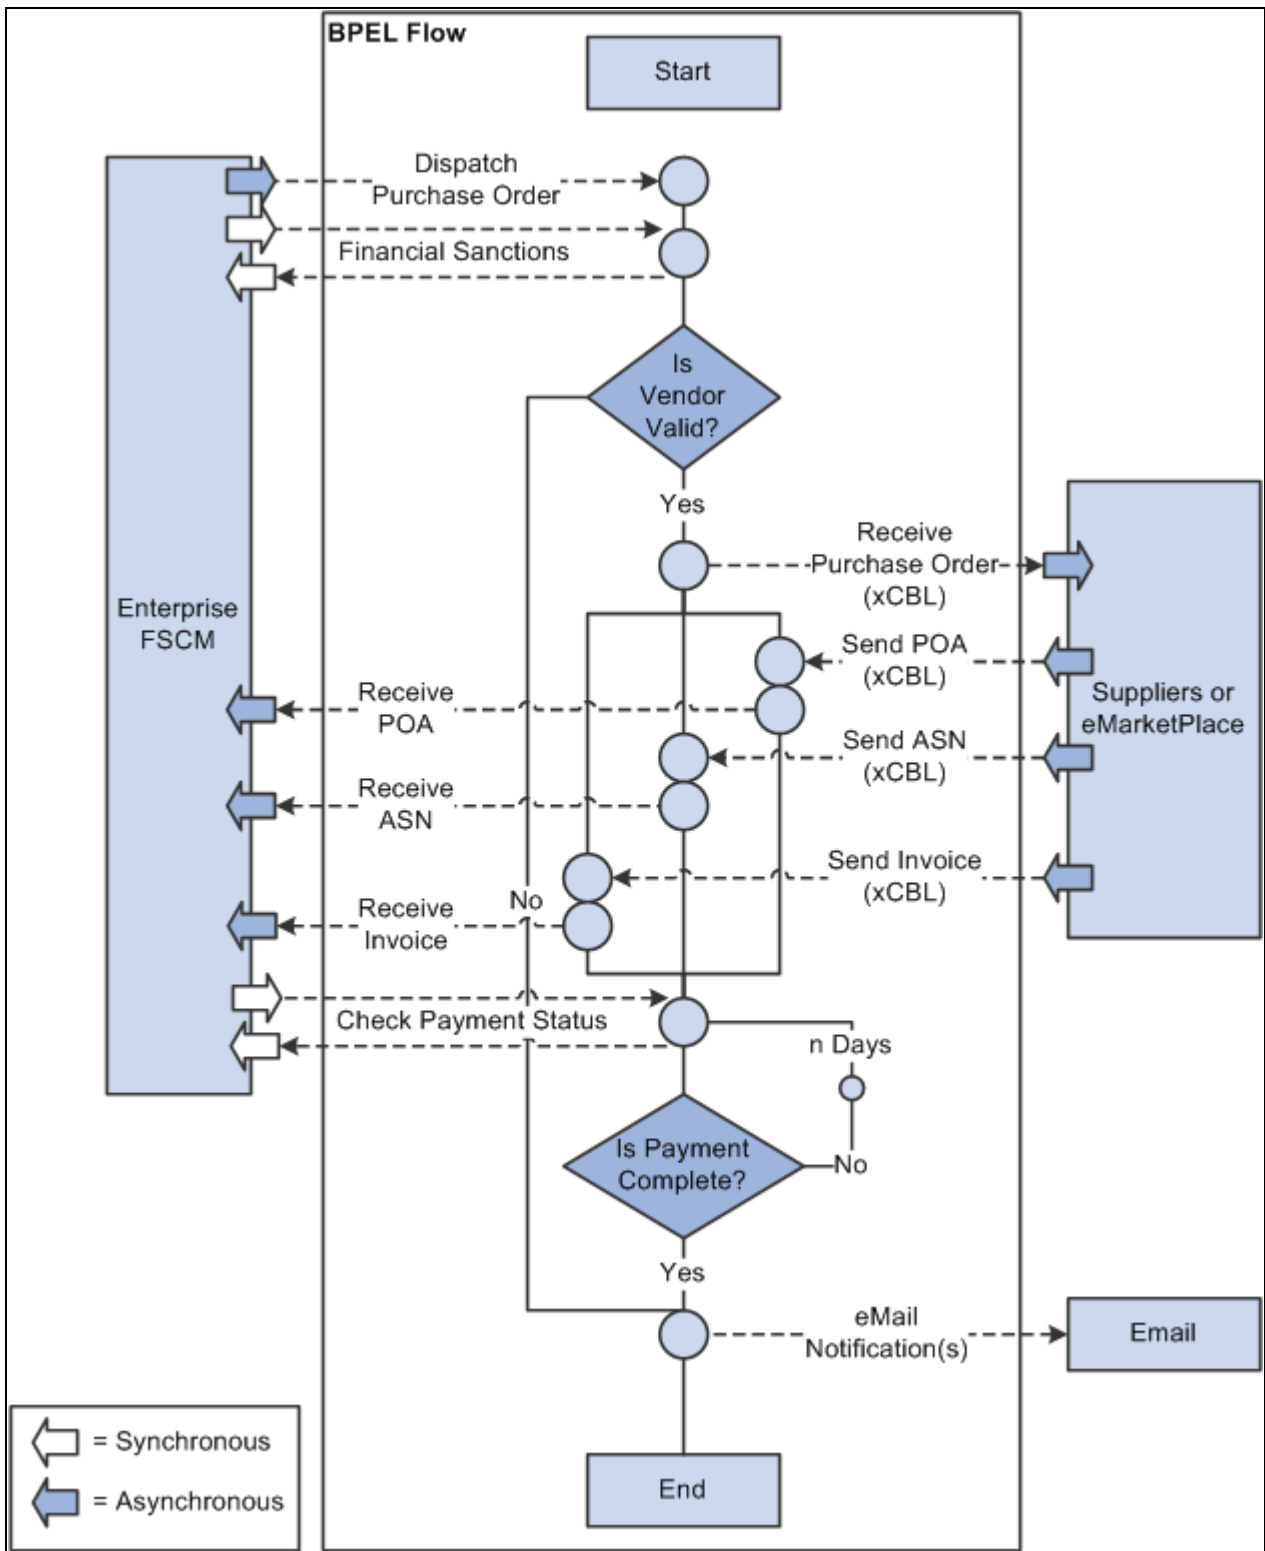 BPEL Flow
Start
Dispatch
Purchase Order
Financial Sanctions
Is
Vendor
Valid?
Yes
Receive
Purchase Order
(xCBL)
Enterprise
FSCM
Send POA
(xCBL)
Suppliers or
eMarketPlace
Receive
POA
Send ASN
(xCBL)
Receive
ASN
Send Invoice
(xCBL)
No
Receive
Invoice
Check Payment Status
n Days
Is Payment
Complete?
No
Yes
eMail
Notification(s)
Email
= Synchronous
= Asynchronous
End